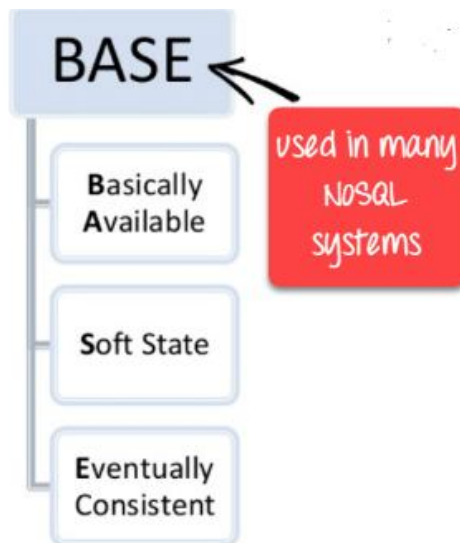 BASE
used in many
NOSQL
systems
Basically
Available
Soft State
Eventually
Consistent